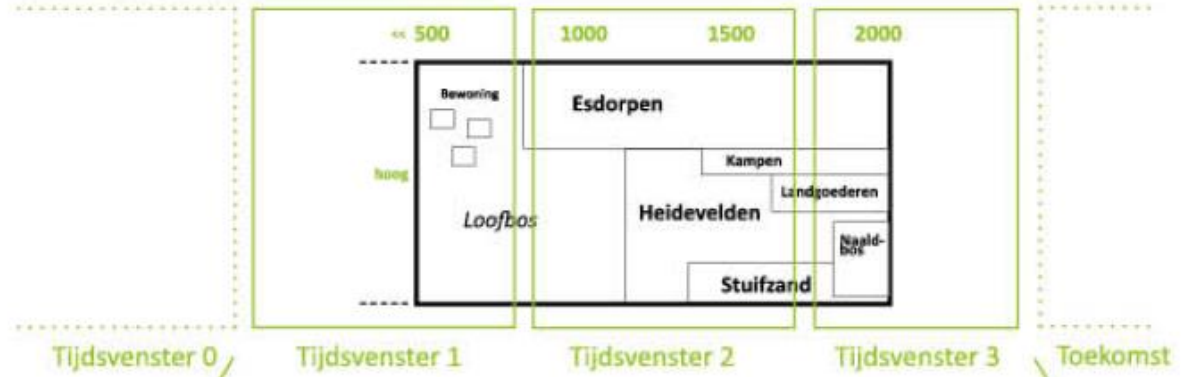 << 500 1000 1500 2000
Bewoning
Esdorpen
Kampen
hoog
Landgoederen
Heidevelden
Loofbos
Naald-
bos
Stuifzand
Tijdsvenster 0 Tijdsvenster 1 Tijdsvenster 2 Tijdsvenster 3 Toekomst